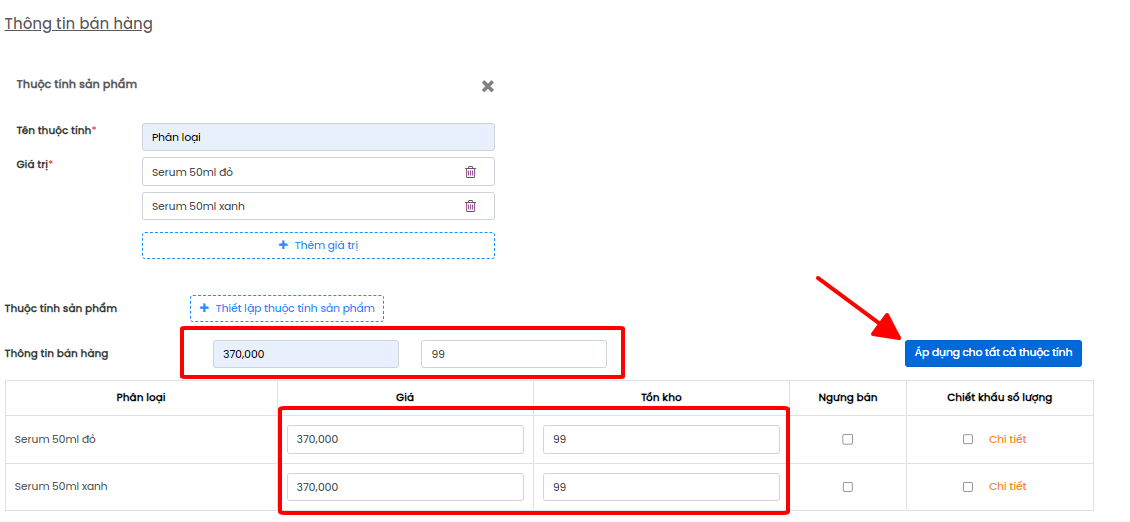 Thông tin bán hàng
Thuộc tính sản phẩm
Tên thuộc tính* Phân loại
Giá trị* Serum 50ml đỏ
Serum 50ml xanh
+ Thêm giá trị
Thuộc tính sản phẩm + Thiết lập thuộc tính sản phẩm
Thông tin bán hàng 370,000 99 Áp dụng cho tất cả thuộc tính
Phân loại Giá Tồn kho Ngưng bán Chiết khấu số lượng
Serum 50ml đỏ 370,000 99 Chi tiết
Serum 50ml xanh 370,000 99 Chi tiết